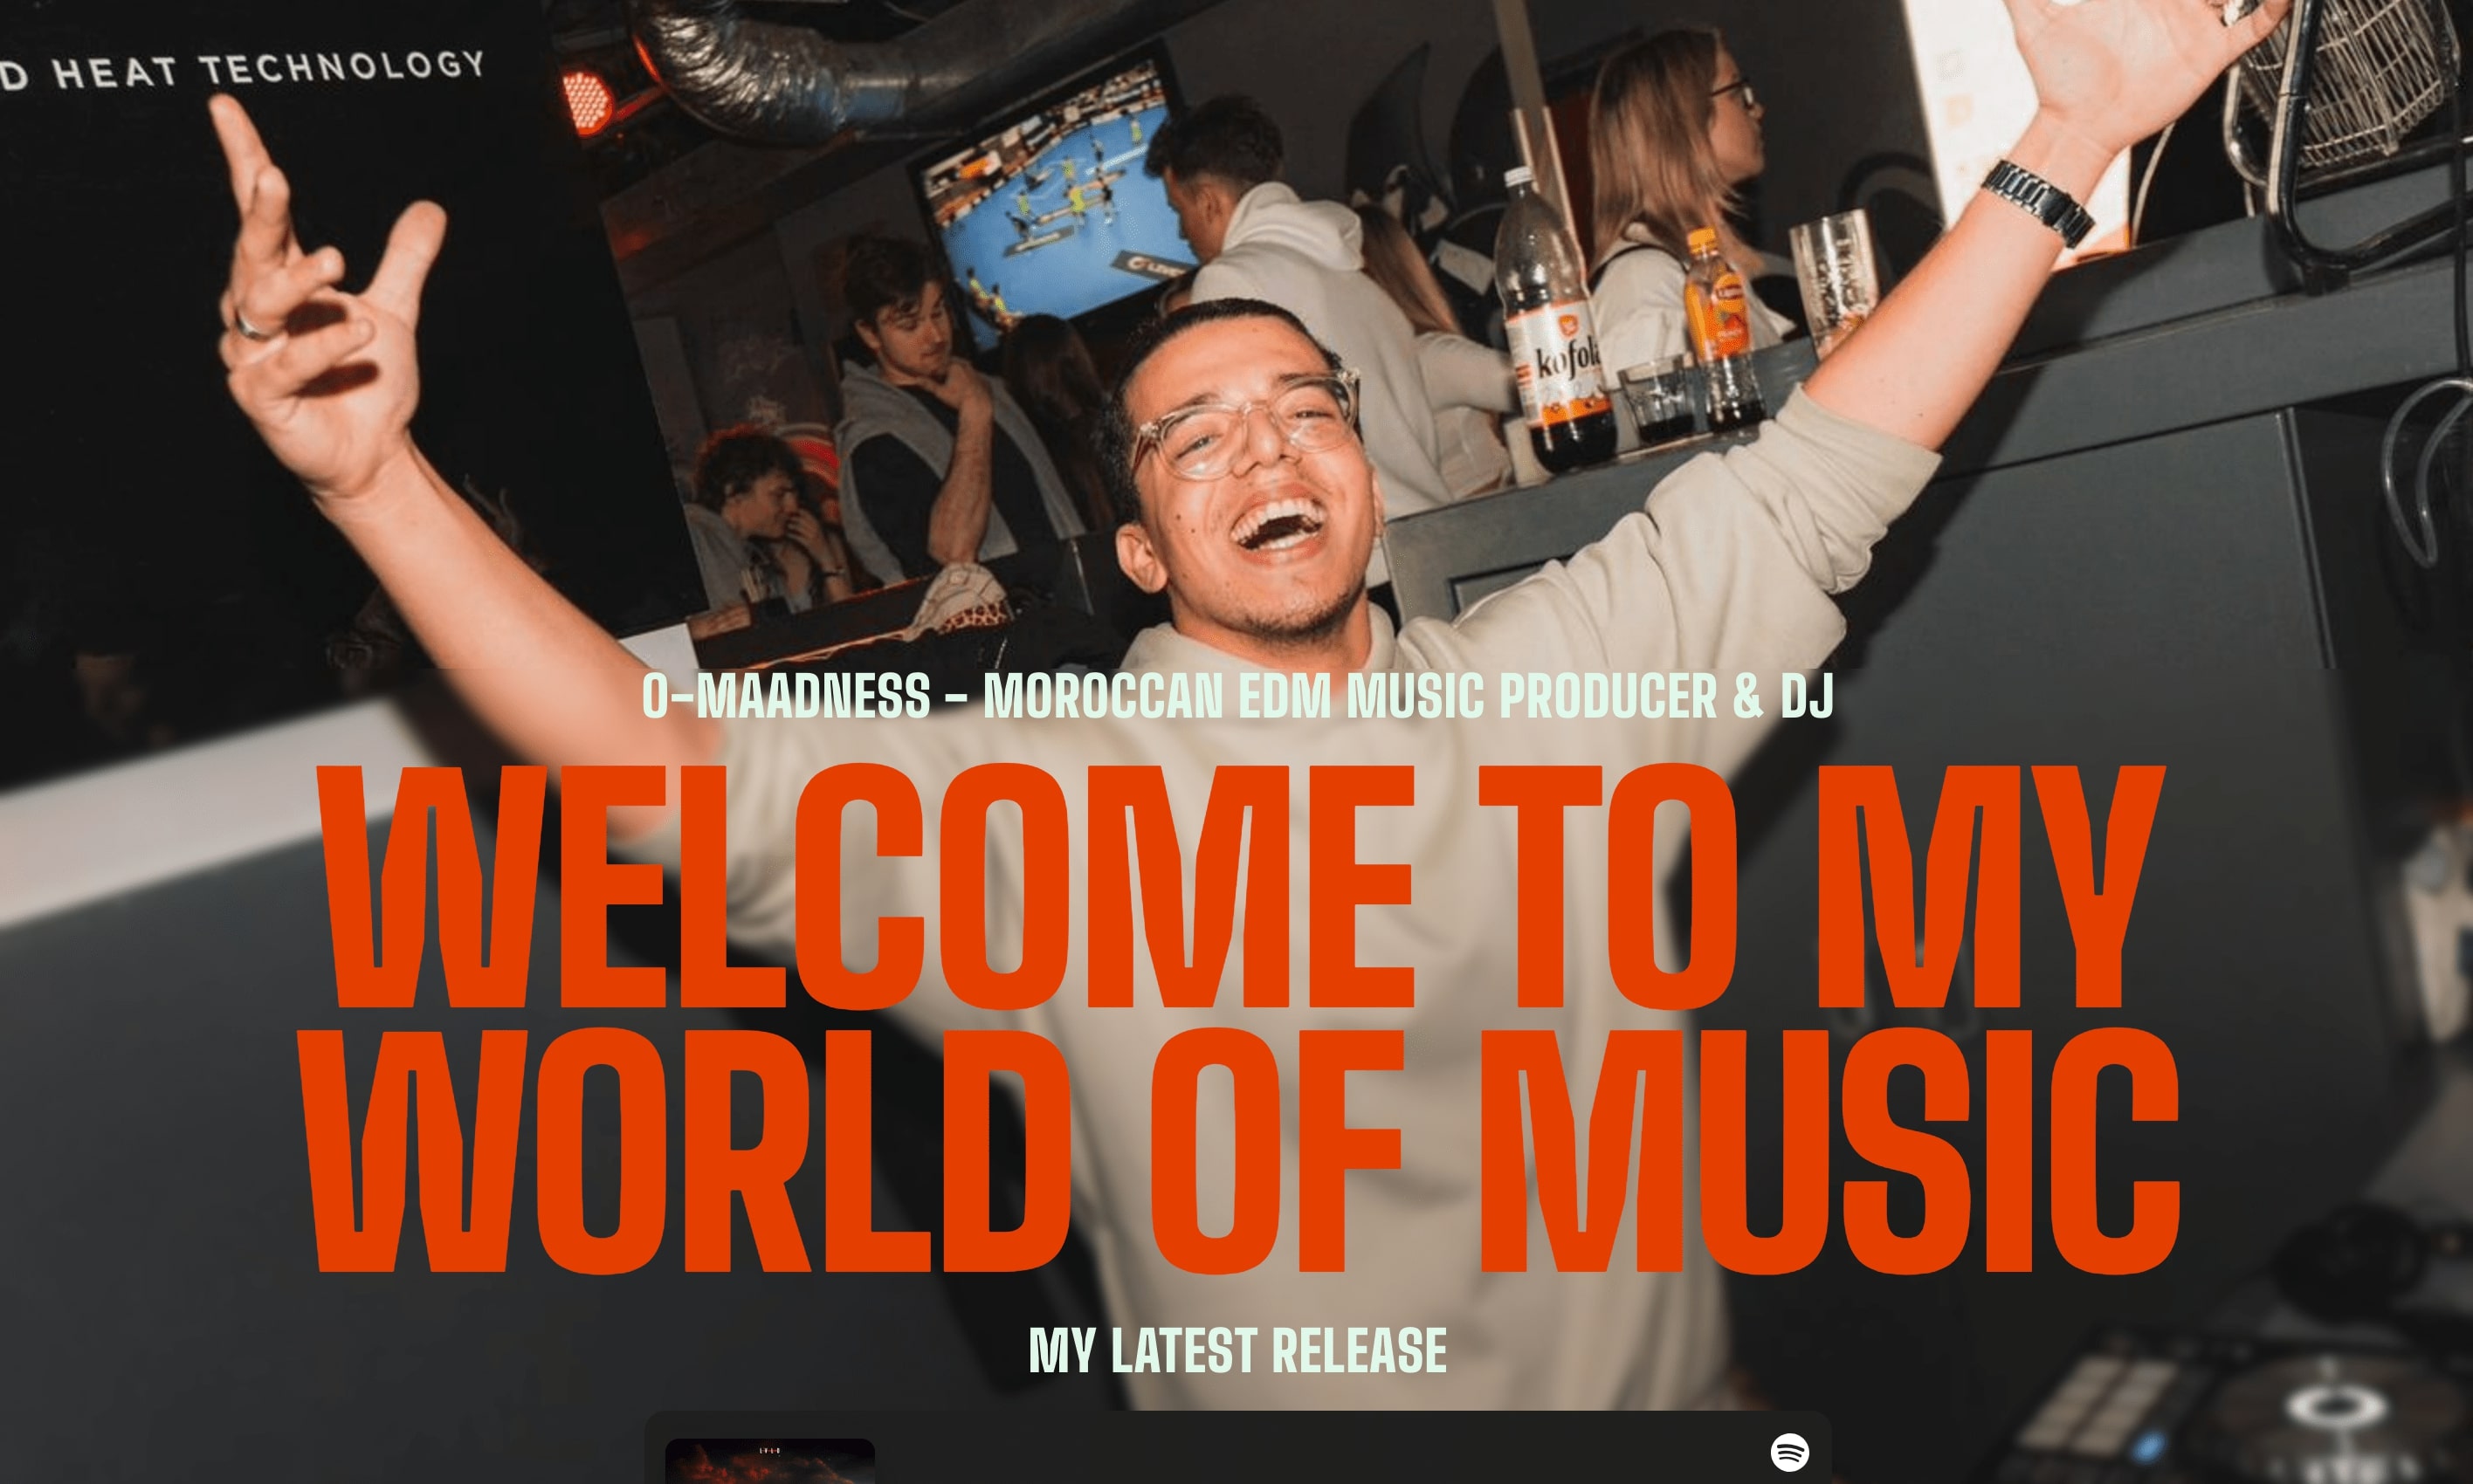 D HEAT TECHNOLOGY
kofola
O-MAADNESS - MOROCCAN EDM MUSIC PRODUCER & DJ
WELCOME TO MY
WORLD OF MUSIC
MY LATEST RELEASE